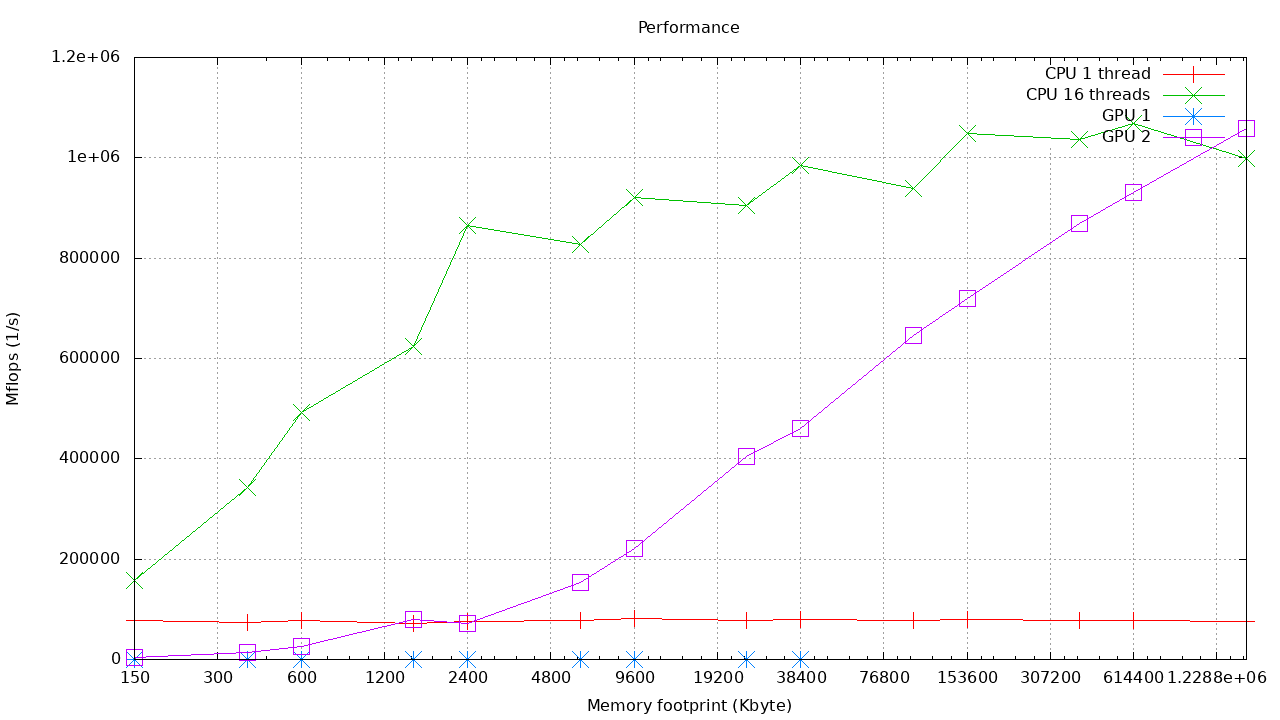 Performance
1.2e+06
1e+06
800000
600000
400000
200000
0
Mflops (1/s)
CPU 1 thread
CPU 16 threads
GPU 1
GPU 2
150 300 600 1200 2400 4800 9600 19200 38400 76800 153600 307200 614400 1.2288e+06
Memory footprint (Kbyte)